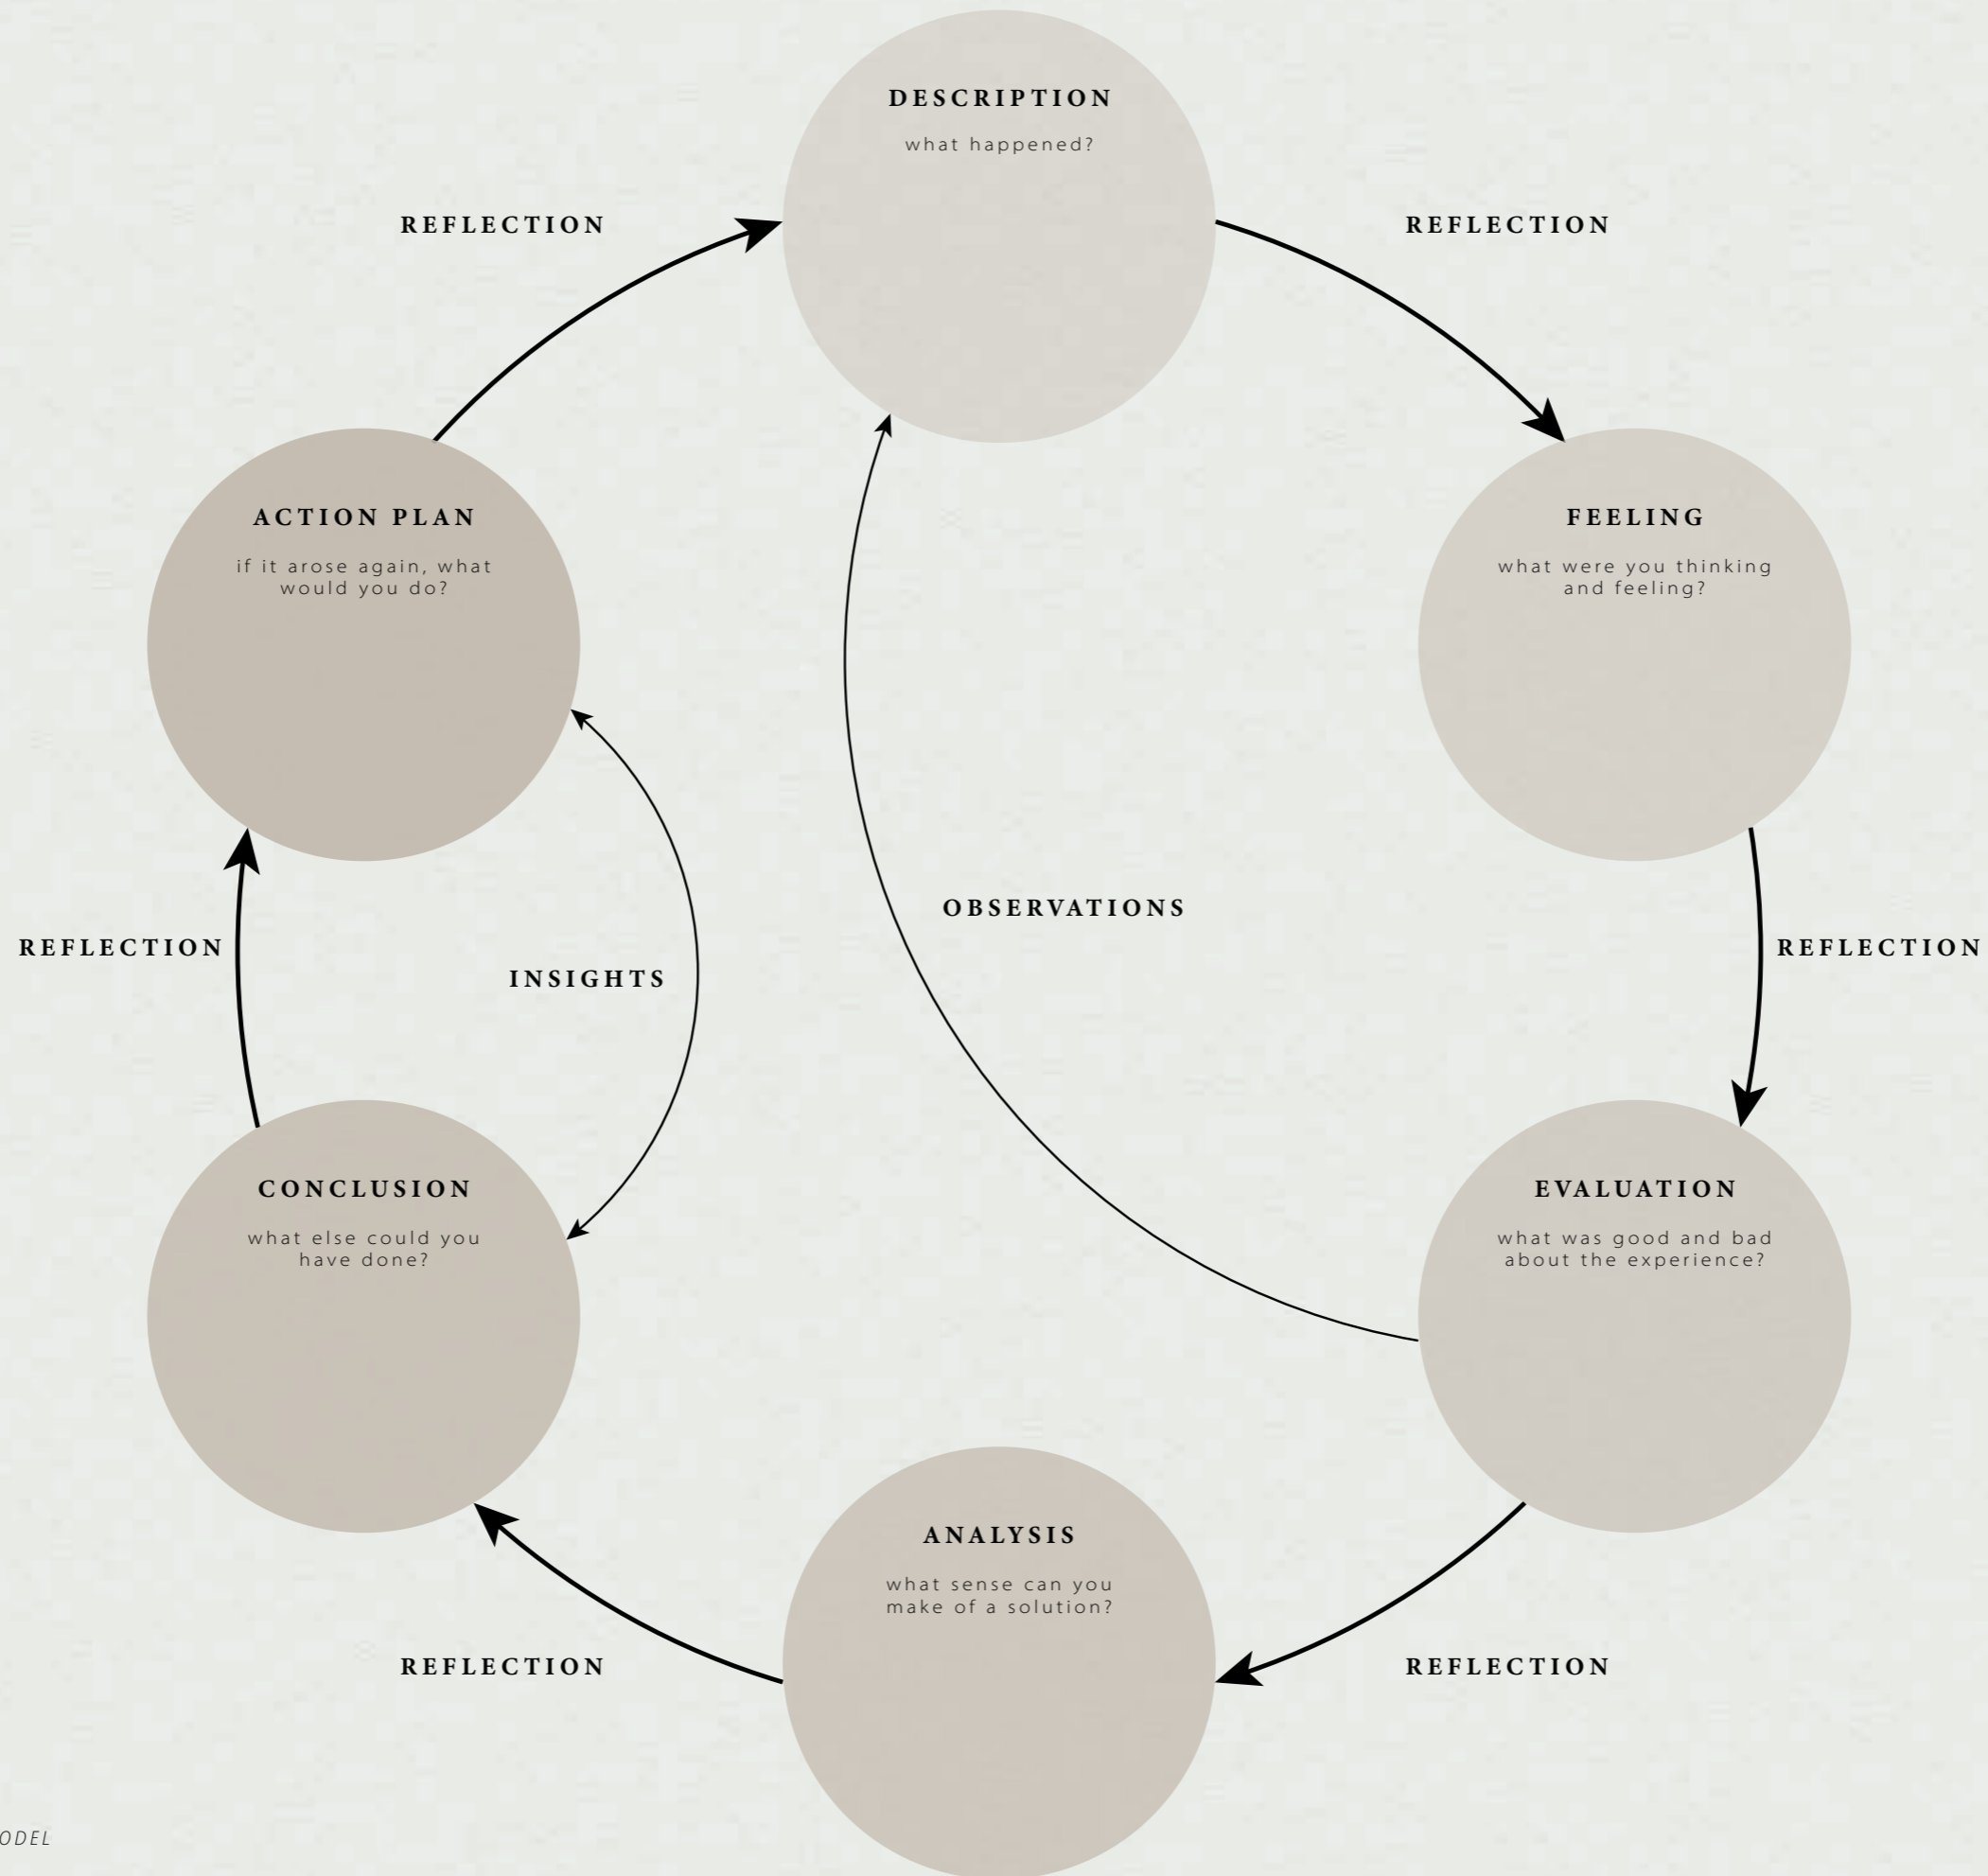 DESCRIPTION
what happened?
REFLECTION
REFLECTION
ACTION PLAN
if it arose again, what
would you do?
FEELING
what were you thinking
and feeling?
OBSERVATIONS
REFLECTION
REFLECTION
INSIGHTS
CONCLUSION
what else could you
have done?
EVALUATION
what was good and bad
about the experience?
ANALYSIS
what sense can you
make of a solution?
REFLECTION
REFLECTION
ODEL